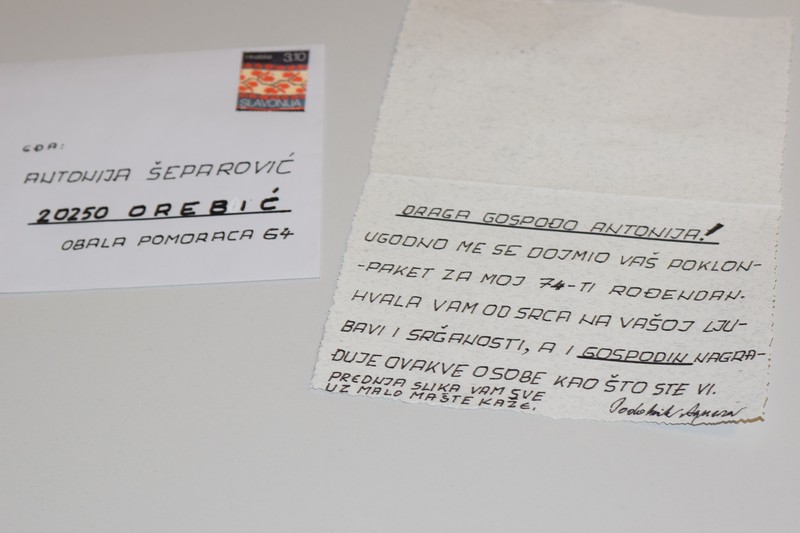 3.10
SLAVONIJA
GĐA:
ANTONIJA ŠEPAROVIĆ
20250 OREBIĆ
OBALA POMORACA 64
DRAGA GOSPOĐO ANTONIJA!
UGODNO ME SE DOJMIO VAŠ POKLON-
-PAKET ZA MOJ 74-TI ROĐENDAN.
HVALA VAM OD SRCA NA VAŠOJ LJU-
BAVI I SRĢANOSTI, A I GOSPODIN NAGRA-
ĐUJE OVAKVE OSOBE KAO ŠTO STE VI.
PREDNJA SLIKA VAM SVE
UZ MALO MAŠTE KAŽE.